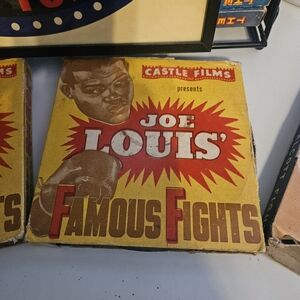 CASTLE FILMS
presents
JOE
LOUIS'
FAMOUS FIGHTS